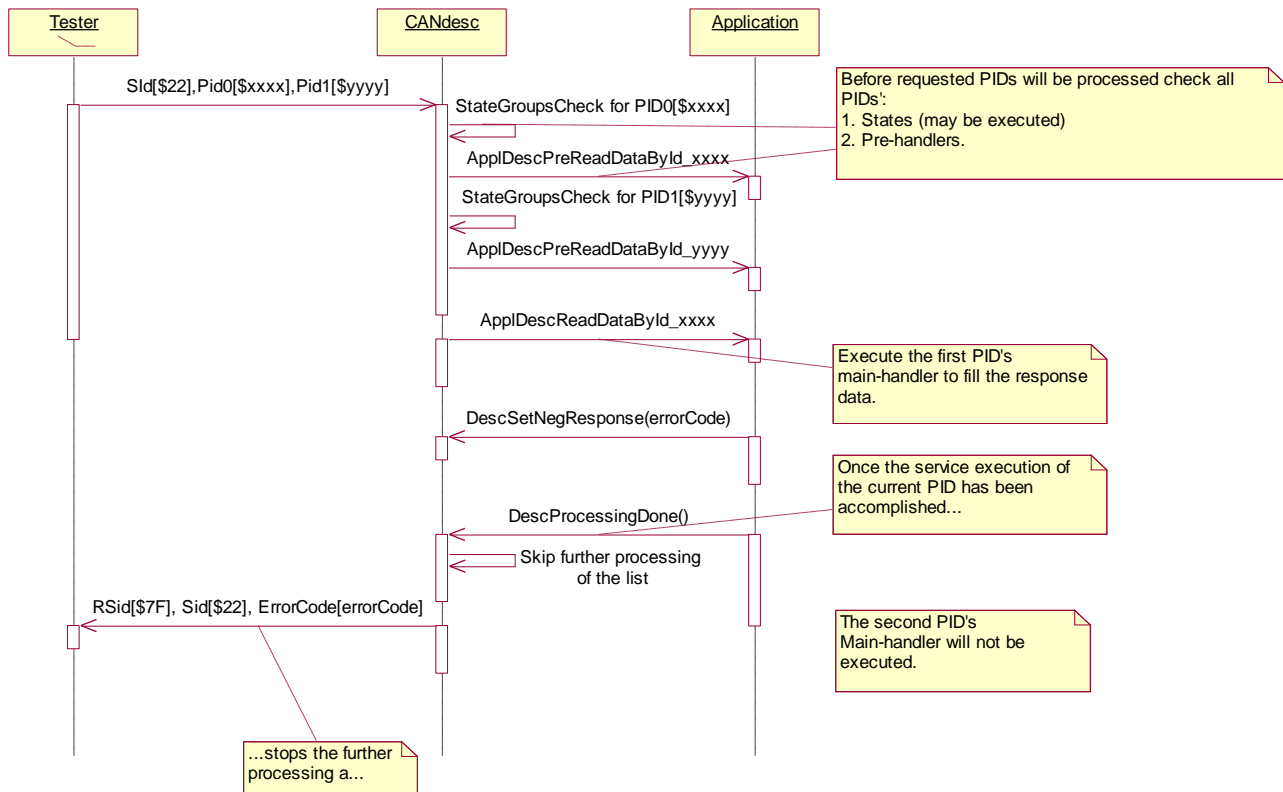 Tester
CANdesc
Application
SId[$22],Pid0[$xxxx],Pid1[$yyyy]
Before requested PIDs will be processed check all
PIDs':
1. States (may be executed)
2. Pre-handlers.
StateGroupsCheck for PID0[$xxxx]
ApplDescPreReadDataById_xxxx
StateGroupsCheck for PID1[$yyyy]
ApplDescPreReadDataById_yyyy
ApplDescReadDataById_xxxx
Execute the first PID's
main-handler to fill the response
data.
DescSetNegResponse(errorCode)
Once the service execution of
the current PID has been
accomplished...
DescProcessingDone()
Skip further processing
of the list
RSid[$7F], Sid[$22], ErrorCode[errorCode]
The second PID's
Main-handler will not be
executed.
...stops the further
processing a...